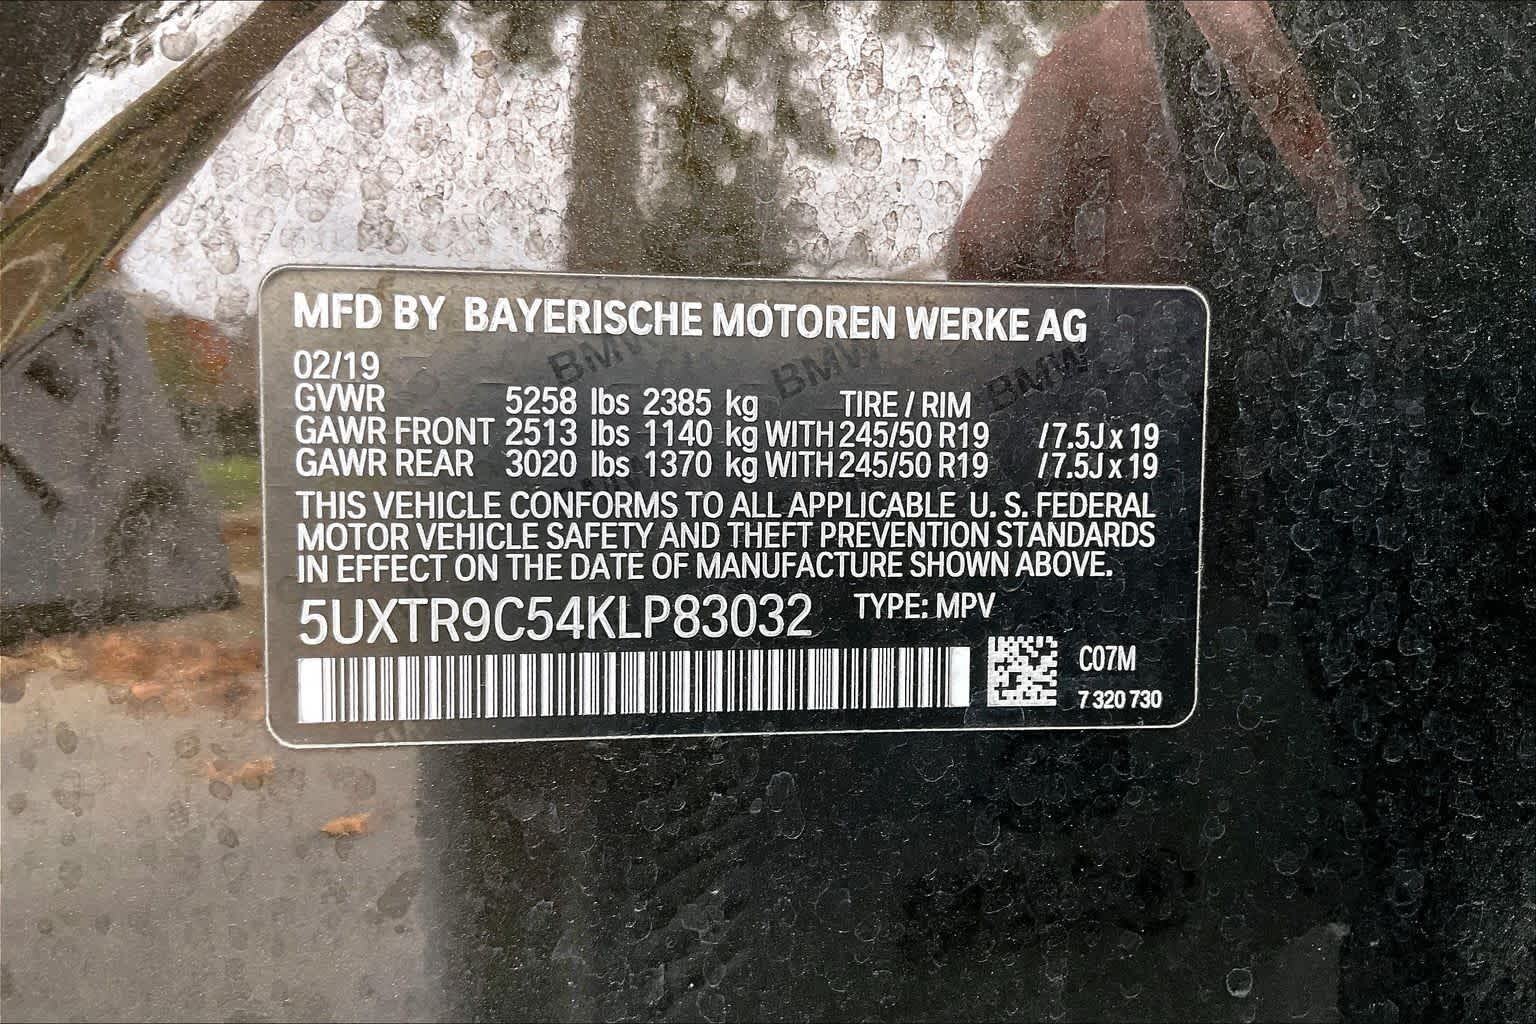 MFD BY BAYERISCHE MOTOREN WERKE AG
02/19
GVWR 5258 lbs 2385 kg TIRE / RIM
GAWR FRONT 2513 lbs 1140 kg WITH 245/50 R19 /7.5J x 19
GAWR REAR 3020 lbs 1370 kg WITH 245/50 R19 /7.5J x 19
THIS VEHICLE CONFORMS TO ALL APPLICABLE U. S. FEDERAL
MOTOR VEHICLE SAFETY AND THEFT PREVENTION STANDARDS
IN EFFECT ON THE DATE OF MANUFACTURE SHOWN ABOVE.
5UXTR9C54KLP83032 TYPE: MPV
C07M
7 320 730
BMW BMW BMW